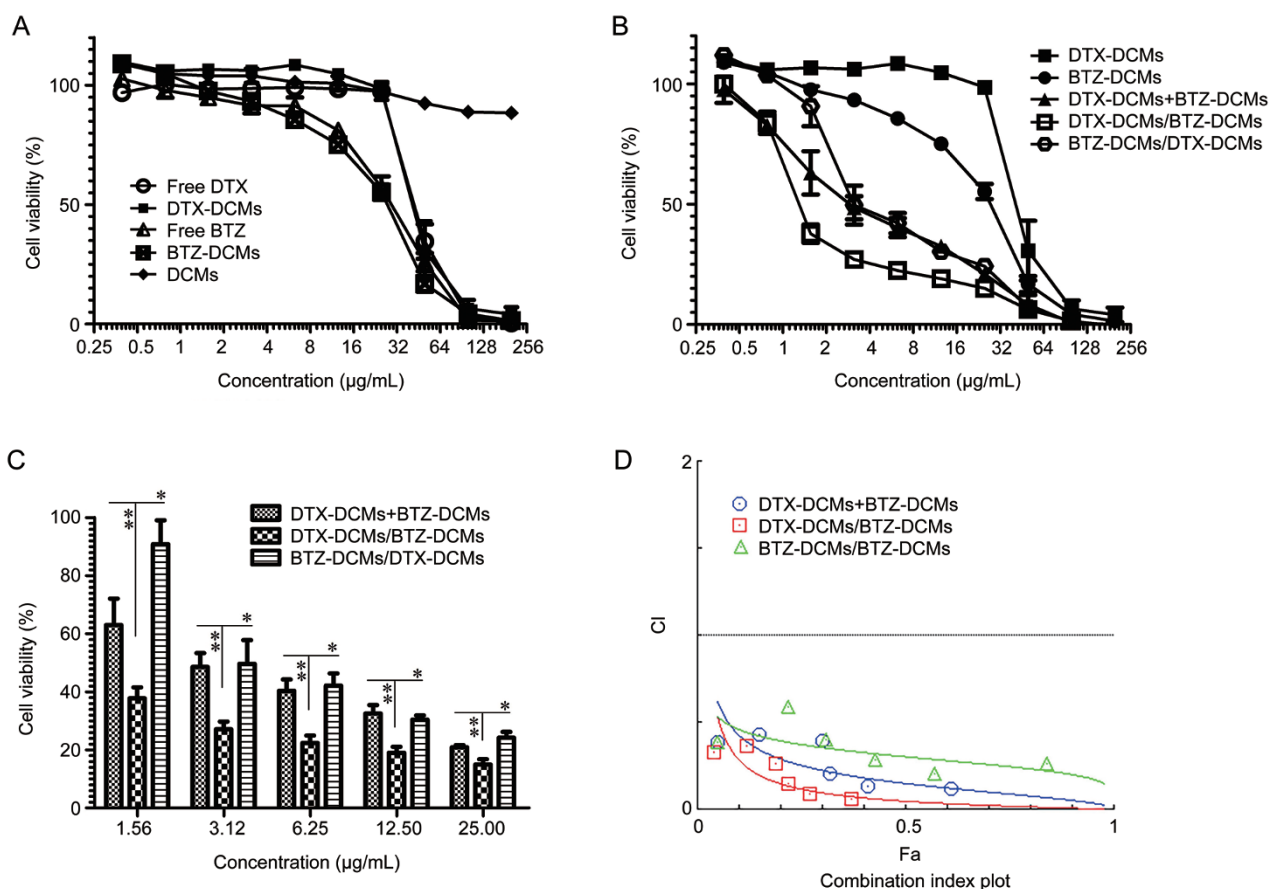 A
Cell viability (%)
100
50
0
Free DTX
DTX-DCMs
Free BTZ
BTZ-DCMs
DCMs
0.25 0.5 1 2 4 8 16 32 64 128 256
Concentration (µg/mL)
B
Cell viability (%)
100
50
0
DTX-DCMs
BTZ-DCMs
DTX-DCMs+BTZ-DCMs
DTX-DCMs/BTZ-DCMs
BTZ-DCMs/DTX-DCMs
0.25 0.5 1 2 4 8 16 32 64 128 256
Concentration (µg/mL)
C
Cell viability (%)
100
80
60
40
20
0
DTX-DCMs+BTZ-DCMs
DTX-DCMs/BTZ-DCMs
BTZ-DCMs/DTX-DCMs
** *
** *
** *
** *
** *
1.56 3.12 6.25 12.50 25.00
Concentration (µg/mL)
D
CI
2
1
0
DTX-DCMs+BTZ-DCMs
DTX-DCMs/BTZ-DCMs
BTZ-DCMs/BTZ-DCMs
0 0.5 1
Fa
Combination index plot